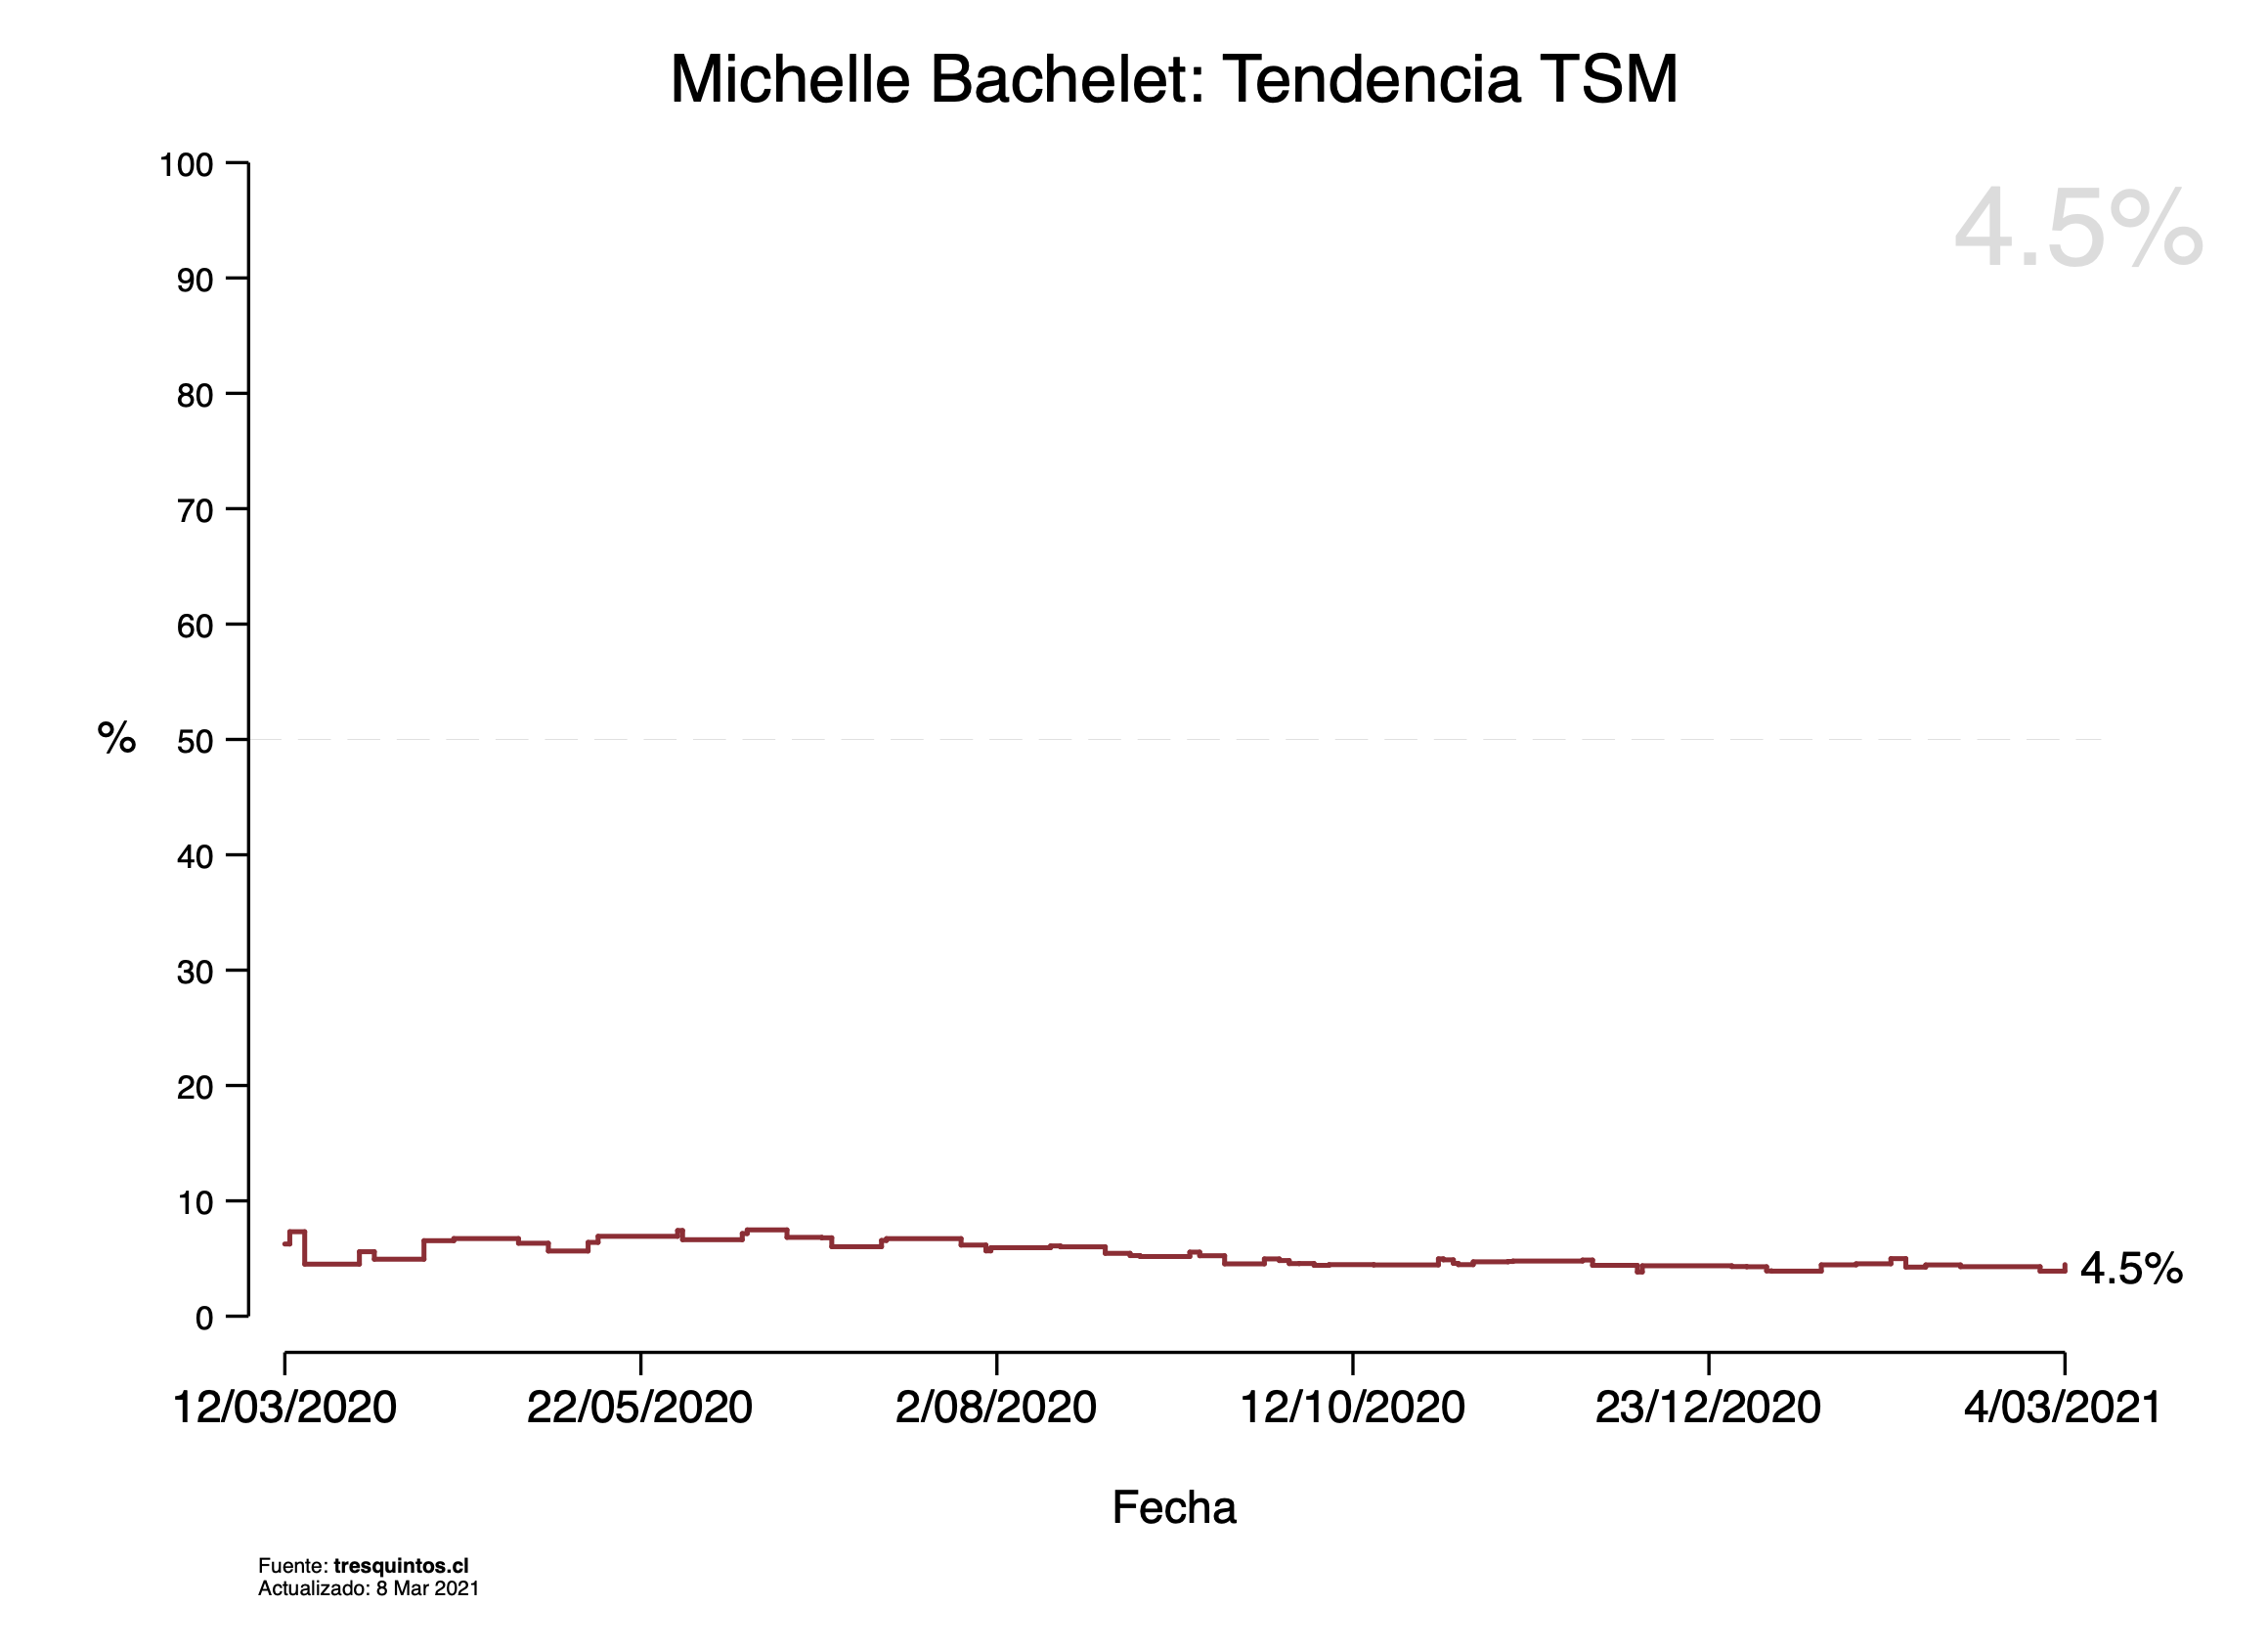 Michelle Bachelet: Tendencia TSM
100
4.5%
90
80
70
60
% 50
40
30
20
10
4.5%
0
12/03/2020 22/05/2020 2/08/2020 12/10/2020 23/12/2020 4/03/2021
Fecha
Fuente: tresquintos.cl
Actualizado: 8 Mar 2021